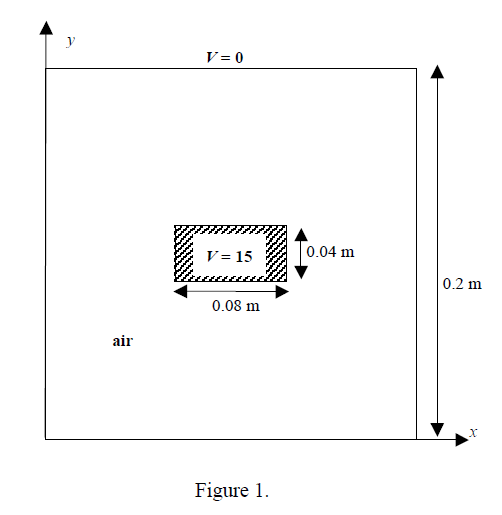 y
V = 0
V = 15
0.04 m
0.2 m
0.08 m
air
x
Figure 1.